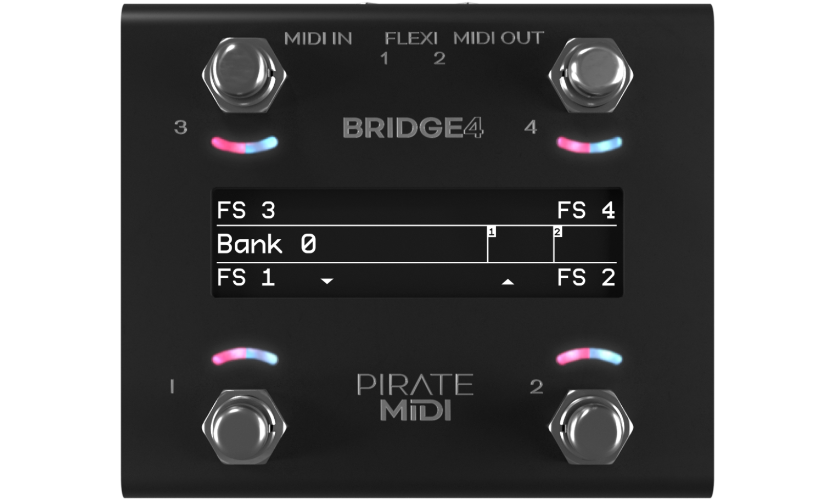 MIDI IN FLEXI MIDI OUT
1 2
3 BRIDGE4 4
FS 3 FS 4
Bank 0 1 2
FS 1 FS 2
1 PIRATE 2
MiDI